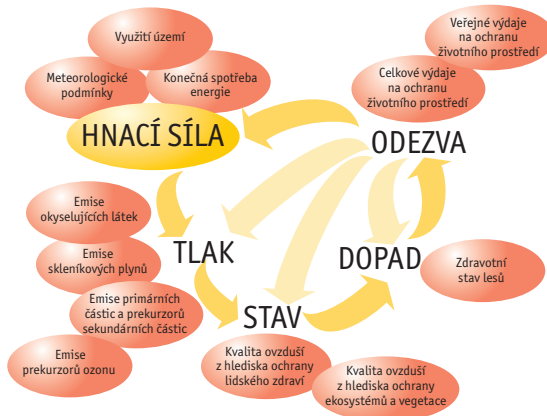 Využití území
Meteorologické
podmínky
Konečná spotřeba
energie
HNACÍ SÍLA
Veřejné výdaje
na ochranu
životního prostředí
Celkové výdaje
na ochranu
životního prostředí
ODEZVA
Emise
okyselujících látek
Emise
skleníkových plynů
Emise primárních
částic a prekurzorů
sekundárních částic
Emise
prekurzorů ozonu
TLAK
DOPAD
Zdravotní
stav lesů
STAV
Kvalita ovzduší
z hlediska ochrany
lidského zdraví
Kvalita ovzduší
z hlediska ochrany
ekosystémů a vegetace